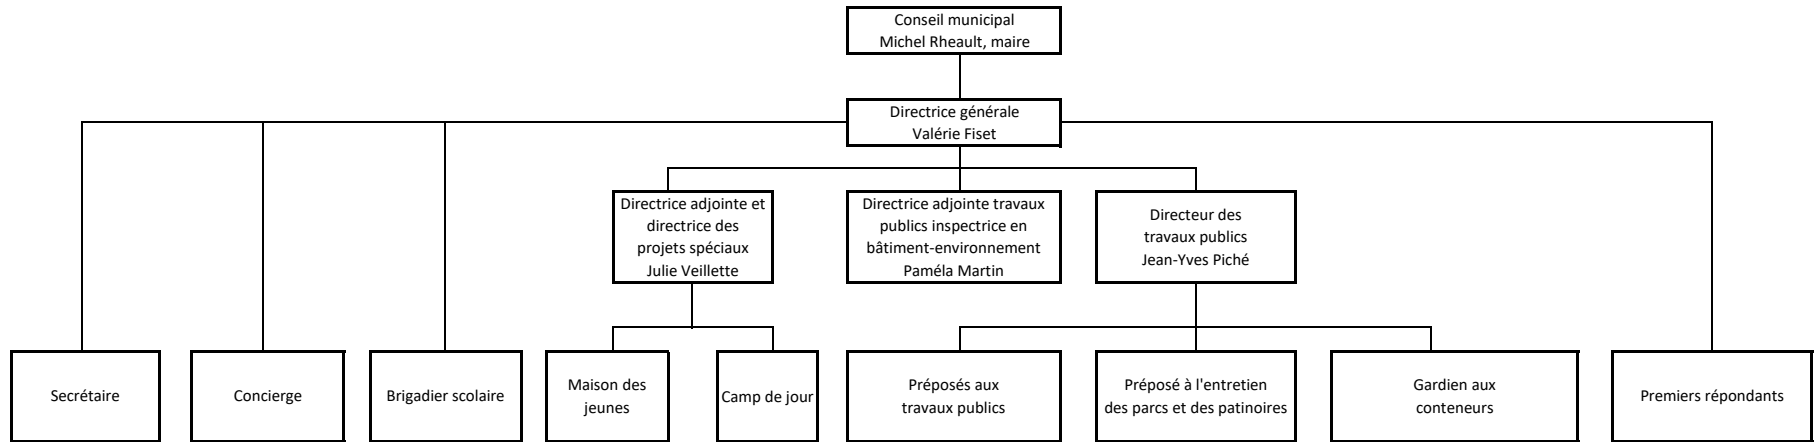 Conseil municipal
Michel Rheault, maire
Directrice générale
Valérie Fiset
Directrice adjointe et
directrice des
projets spéciaux
Julie Veillette
Directrice adjointe travaux
publics inspectrice en
bâtiment-environnement
Paméla Martin
Directeur des
travaux publics
Jean-Yves Piché
Secrétaire
Concierge
Brigadier scolaire
Maison des
jeunes
Camp de jour
Préposés aux
travaux publics
Préposé à l'entretien
des parcs et des patinoires
Gardien aux
conteneurs
Premiers répondants